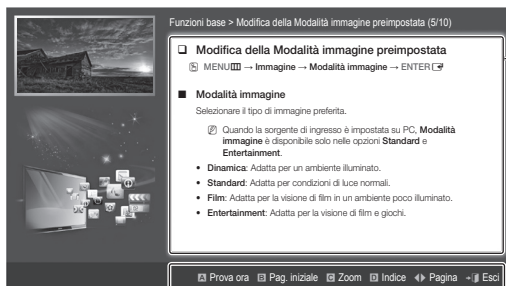 Funzioni base > Modifica della Modalità immagine preimpostata (5/10)
❑ Modifica della Modalità immagine preimpostata
MENU → Immagine → Modalità immagine → ENTER
■ Modalità immagine
Selezionare il tipo di immagine preferita.
Quando la sorgente di ingresso è impostata su PC, Modalità
immagine è disponibile solo nelle opzioni Standard e
Entertainment.
• Dinamica: Adatta per un ambiente illuminato.
• Standard: Adatta per condizioni di luce normali.
• Film: Adatta per la visione di film in un ambiente poco illuminato.
• Entertainment: Adatta per la visione di film e giochi.
A Prova ora B Pag. iniziale C Zoom D Indice ◀▶ Pagina Esci